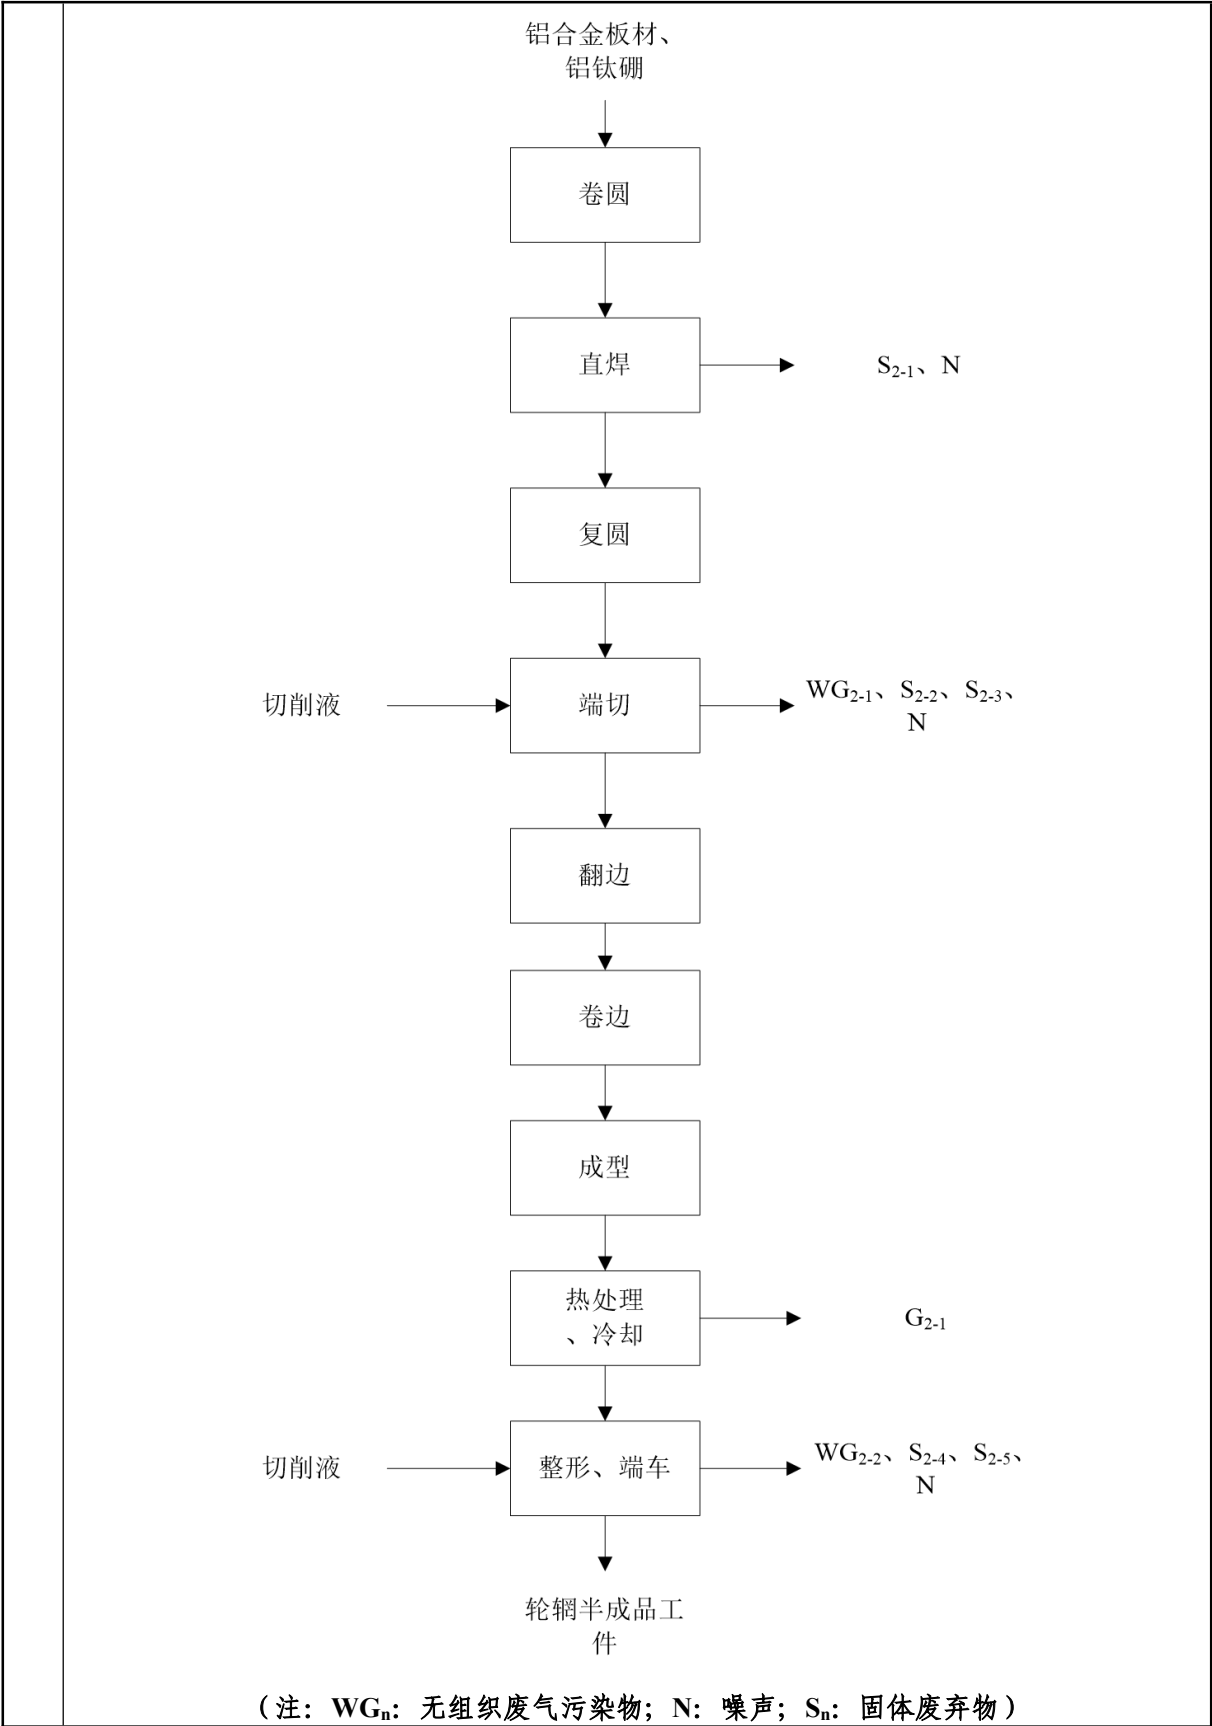 铝合金板材、
铝钛硼
卷圆
直焊
S2-1、N
复圆
切削液
端切
WG2-1、S2-2、S2-3、
N
翻边
卷边
成型
热处理
、冷却
G2-1
切削液
整形、端车
WG2-2、S2-4、S2-5、
N
轮辋半成品工
件
（注：WGn：无组织废气污染物；N：噪声；Sn：固体废弃物）